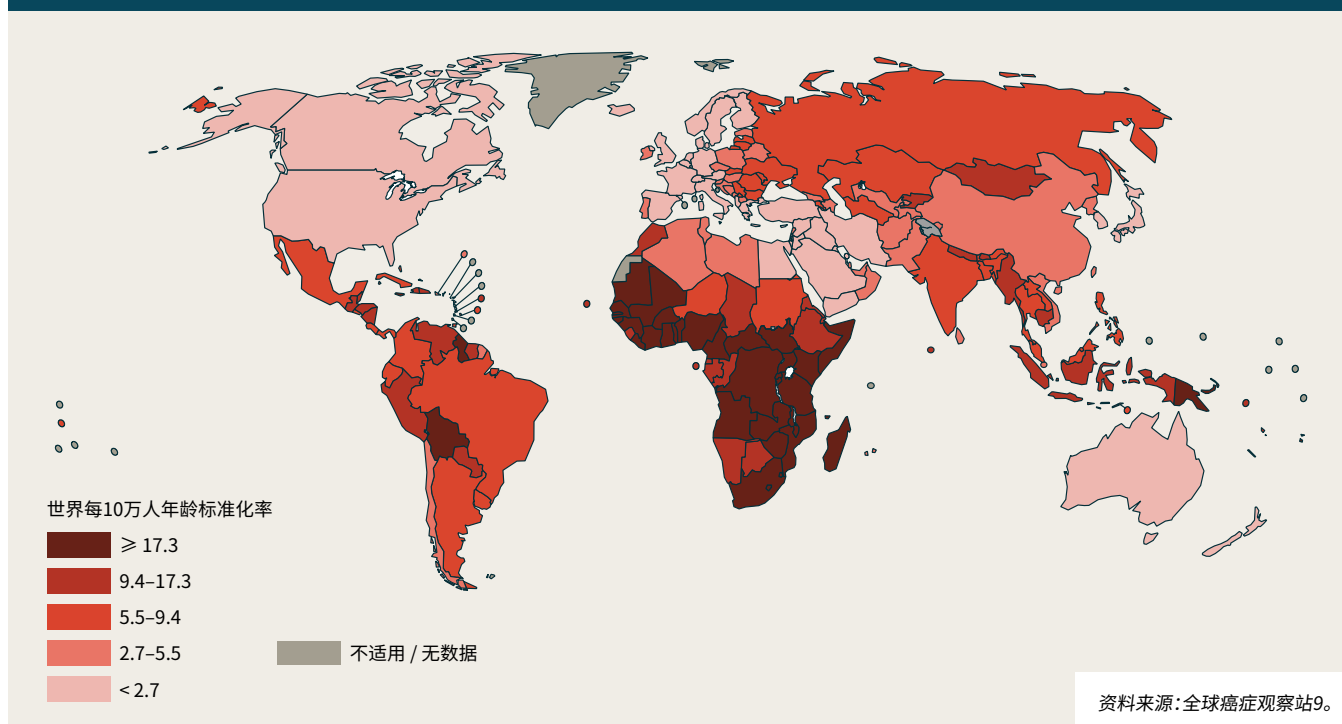 世界每10万人年龄标准化率
≥ 17.3
9.4–17.3
5.5–9.4
2.7–5.5
不适用 / 无数据
< 2.7
资料来源：全球癌症观察站9。